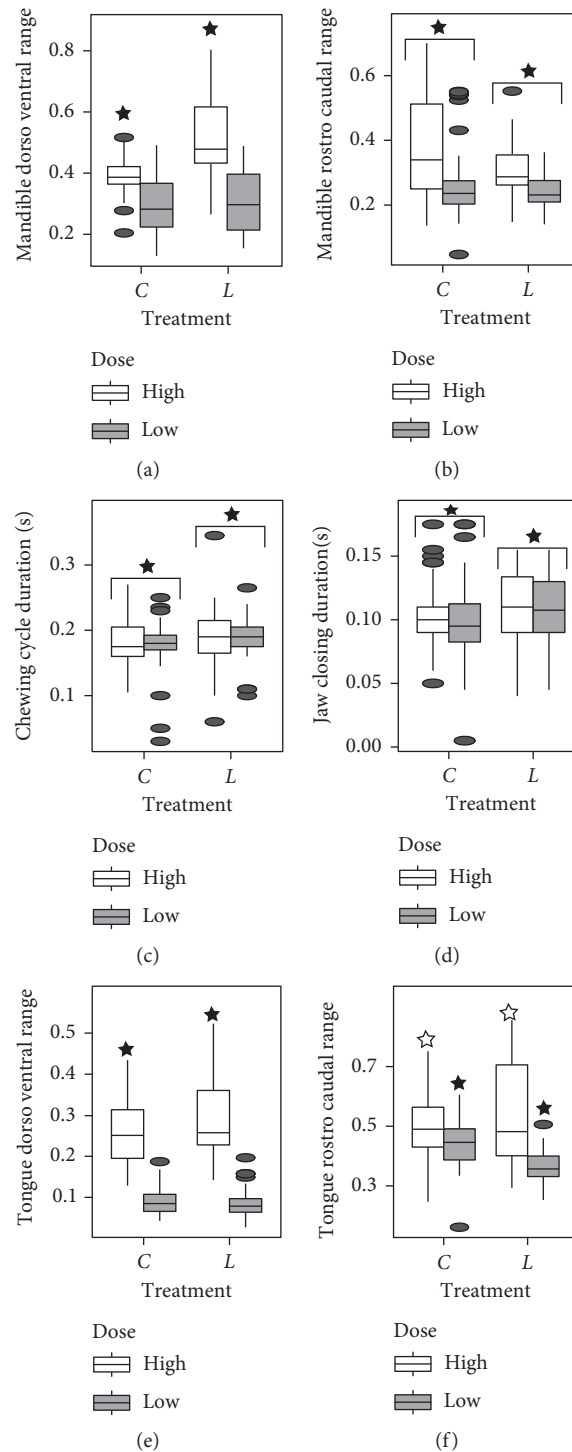 Mandible dorso ventral range
0.8
0.6
0.4
0.2
C
L
Treatment
Dose
High
Low
(a)
Mandible rostro caudal range
0.6
0.4
0.2
C
L
Treatment
Dose
High
Low
(b)
Chewing cycle duration (s)
0.3
0.2
0.1
C
L
Treatment
Dose
High
Low
(c)
Jaw closing duration(s)
0.15
0.10
0.05
0.00
C
L
Treatment
Dose
High
Low
(d)
Tongue dorso ventral range
0.5
0.4
0.3
0.2
0.1
C
L
Treatment
Dose
High
Low
(e)
Tongue rostro caudal range
0.7
0.5
0.3
C
L
Treatment
Dose
High
Low
(f)